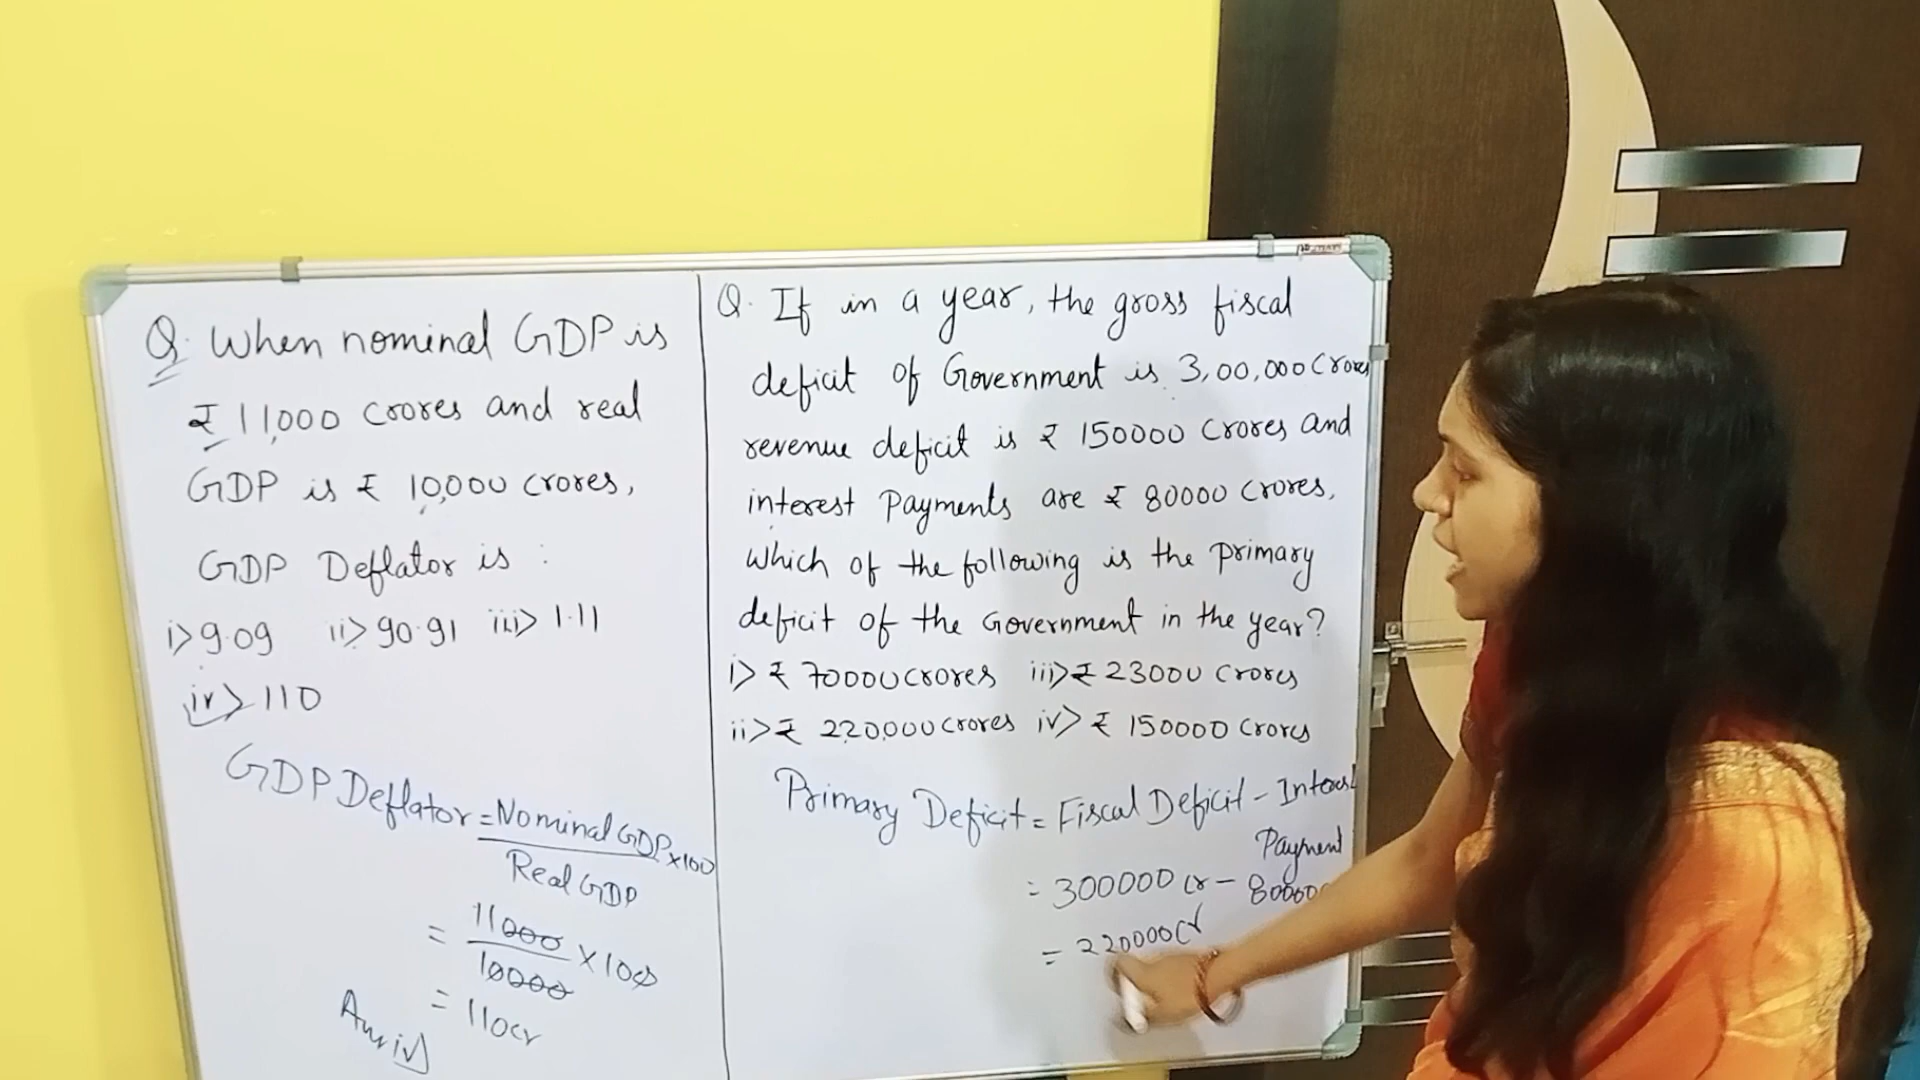 Q. When nominal GDP is
₹ 11,000 crores and real
GDP is ₹ 10,000 crores,
GDP Deflator is :
i> 9.09 ii> 90.91 iii> 1.11
iv> 110
GDP Deflator = Nominal GDP ×100
Real GDP
= 11000
10000 × 100
= 110cr
Ans iv)
Q. If in a year, the gross fiscal
deficit of Government is 3,00,000 Crores
revenue deficit is ₹ 150000 Crores and
interest Payments are ₹ 80000 Crores,
Which of the following is the primary
deficit of the Government in the year?
i> ₹ 70000 crores iii> ₹ 23000 Crores
ii> ₹ 220000 crores iv> ₹ 150000 Crores
Primary Deficit = Fiscal Deficit - Interest
Payment
= 300000 Cr - 80000
= 220000 Cr